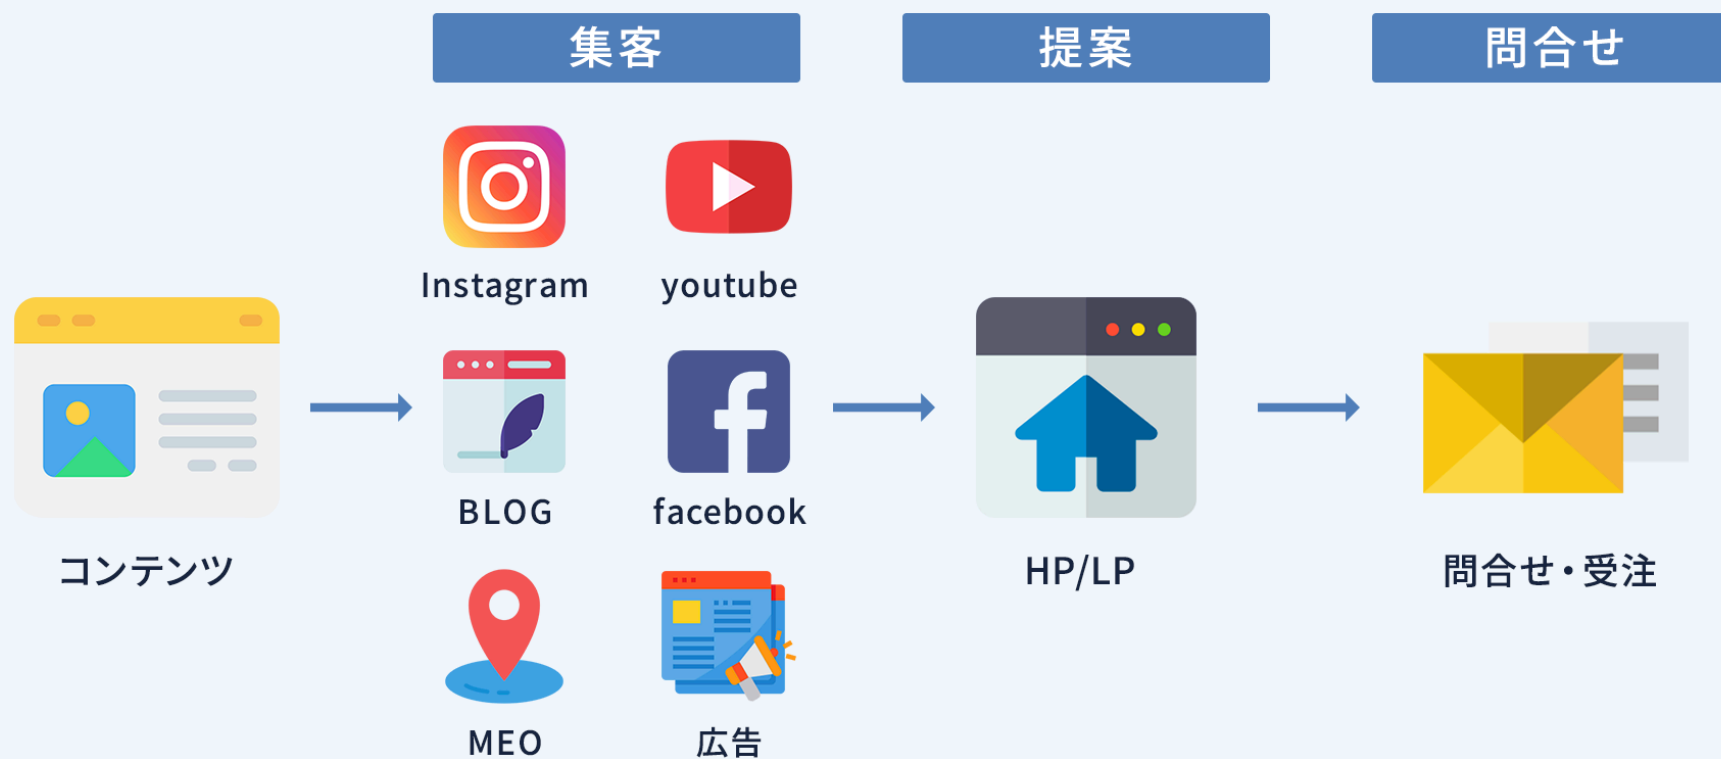 集客
提案
問合せ
Instagram
youtube
BLOG
facebook
MEO
広告
コンテンツ
HP/LP
問合せ・受注